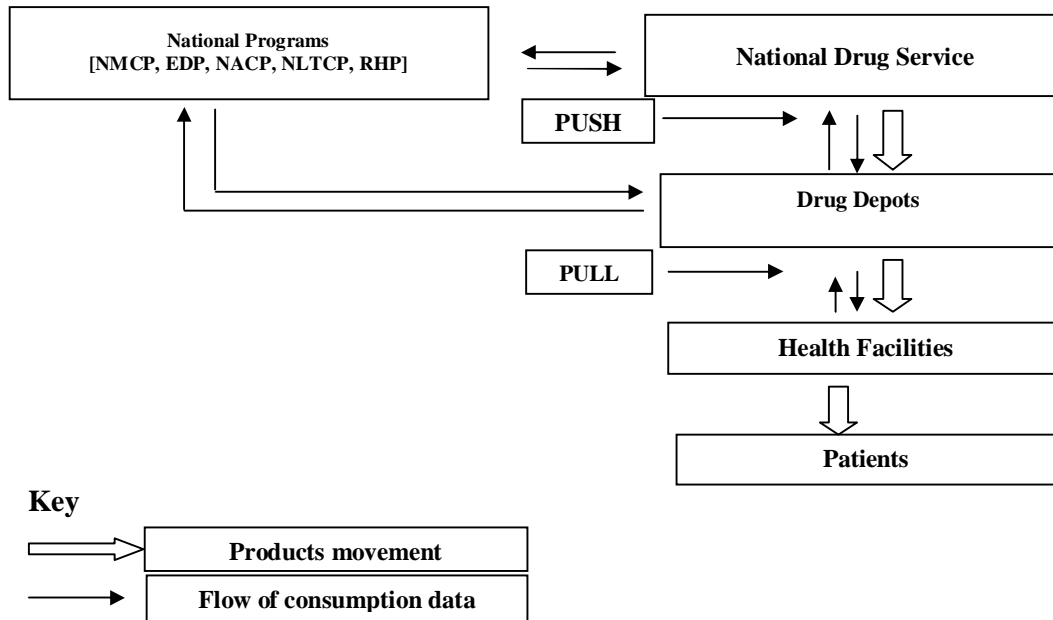 National Programs
[NMCP, EDP, NACP, NLTCP, RHP]
National Drug Service
PUSH
Drug Depots
PULL
Health Facilities
Patients
Key
Products movement
Flow of consumption data